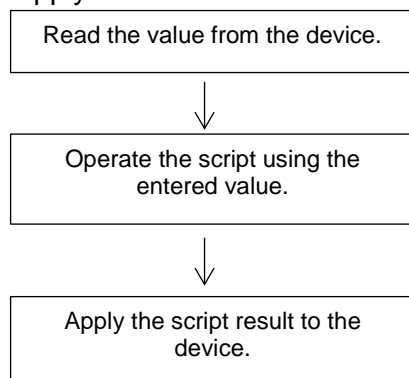 Read the value from the device.
Operate the script using the
entered value.
Apply the script result to the
device.